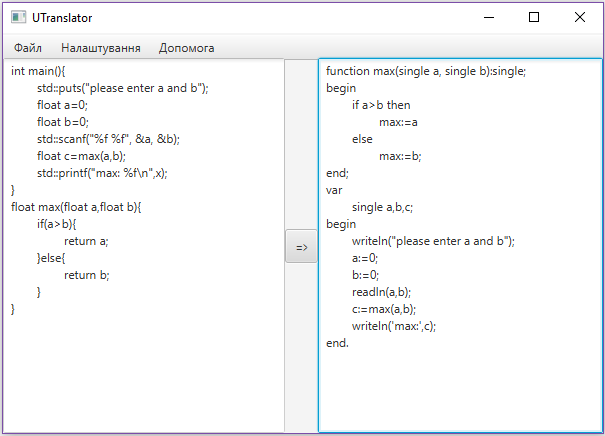 UTranslator
Файл Налаштування Допомога
int main(){
std::puts("please enter a and b");
float a=0;
float b=0;
std::scanf("%f %f", &a, &b);
float c=max(a,b);
std::printf("max: %f\n",x);
}
float max(float a,float b){
if(a>b){
return a;
}else{
return b;
}
}
=>
function max(single a, single b):single;
begin
if a>b then
max:=a
else
max:=b;
end;
var
single a,b,c;
begin
writeln("please enter a and b");
a:=0;
b:=0;
readln(a,b);
c:=max(a,b);
writeln('max:',c);
end.